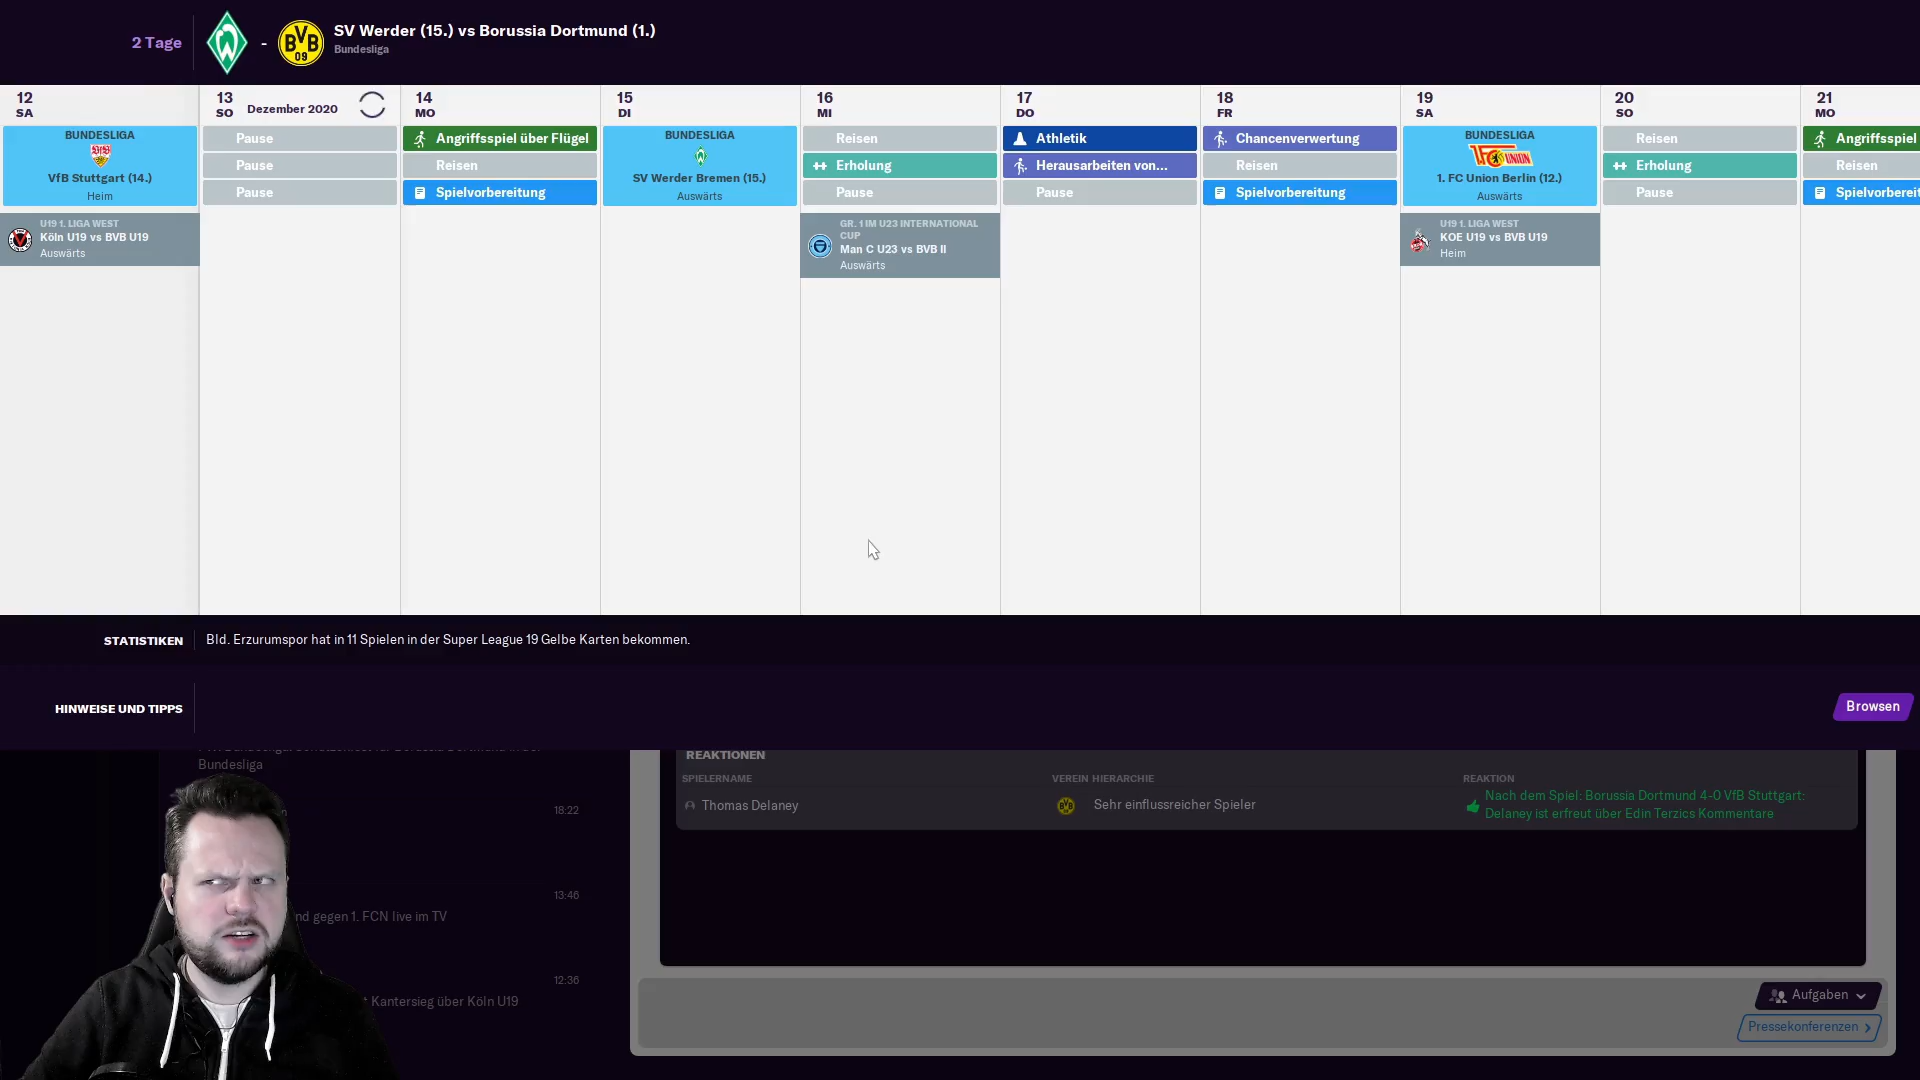 2 Tage
SV Werder (15.) vs Borussia Dortmund (1.)
Bundesliga
12
SA
BUNDESLIGA
VfB Stuttgart (14.)
Heim
U19 1. LIGA WEST
Köln U19 vs BVB U19
Auswärts
13
SO
Dezember 2020
Pause
Pause
Pause
14
MO
Angriffsspiel über Flügel
Reisen
Spielvorbereitung
15
DI
BUNDESLIGA
SV Werder Bremen (15.)
Auswärts
16
MI
Reisen
Erholung
Pause
GR. 1 IM U23 INTERNATIONAL
CUP
Man C U23 vs BVB II
Auswärts
17
DO
Athletik
Herausarbeiten von...
Pause
18
FR
Chancenverwertung
Reisen
Spielvorbereitung
19
SA
BUNDESLIGA
1. FC Union Berlin (12.)
Auswärts
U19 1. LIGA WEST
KOE U19 vs BVB U19
Heim
20
SO
Reisen
Erholung
Pause
21
MO
Angriffsspiel
Reisen
Spielvorbereit
STATISTIKEN
Bld. Erzurumspor hat in 11 Spielen in der Super League 19 Gelbe Karten bekommen.
HINWEISE UND TIPPS
Browsen
Bundesliga
18:22
13:46
nd gegen 1. FCN live im TV
12:36
t Kantersieg über Köln U19
REAKTIONEN
SPIELERNAME
VEREIN HIERARCHIE
REAKTION
Thomas Delaney
Sehr einflussreicher Spieler
Nach dem Spiel: Borussia Dortmund 4-0 VfB Stuttgart:
Delaney ist erfreut über Edin Terzics Kommentare
Aufgaben
Pressekonferenzen